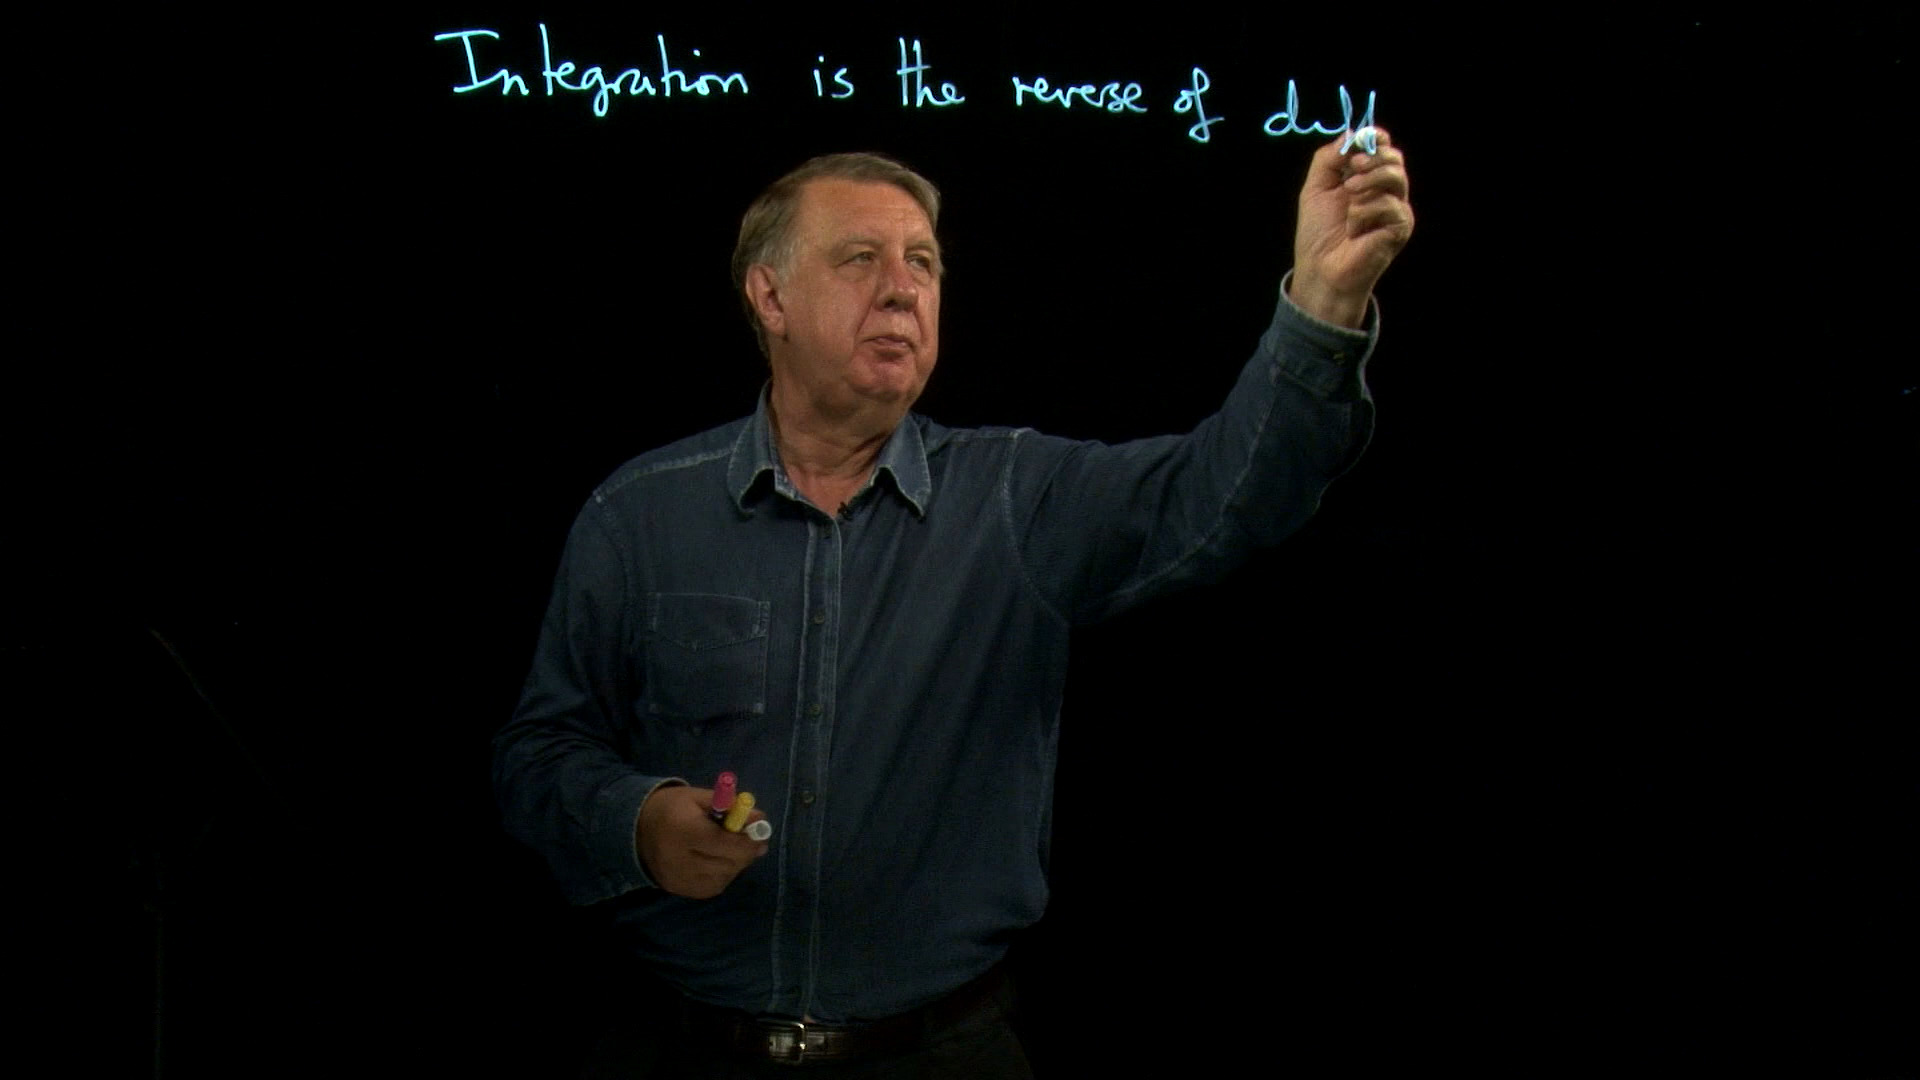 Integration is the reverse of diff